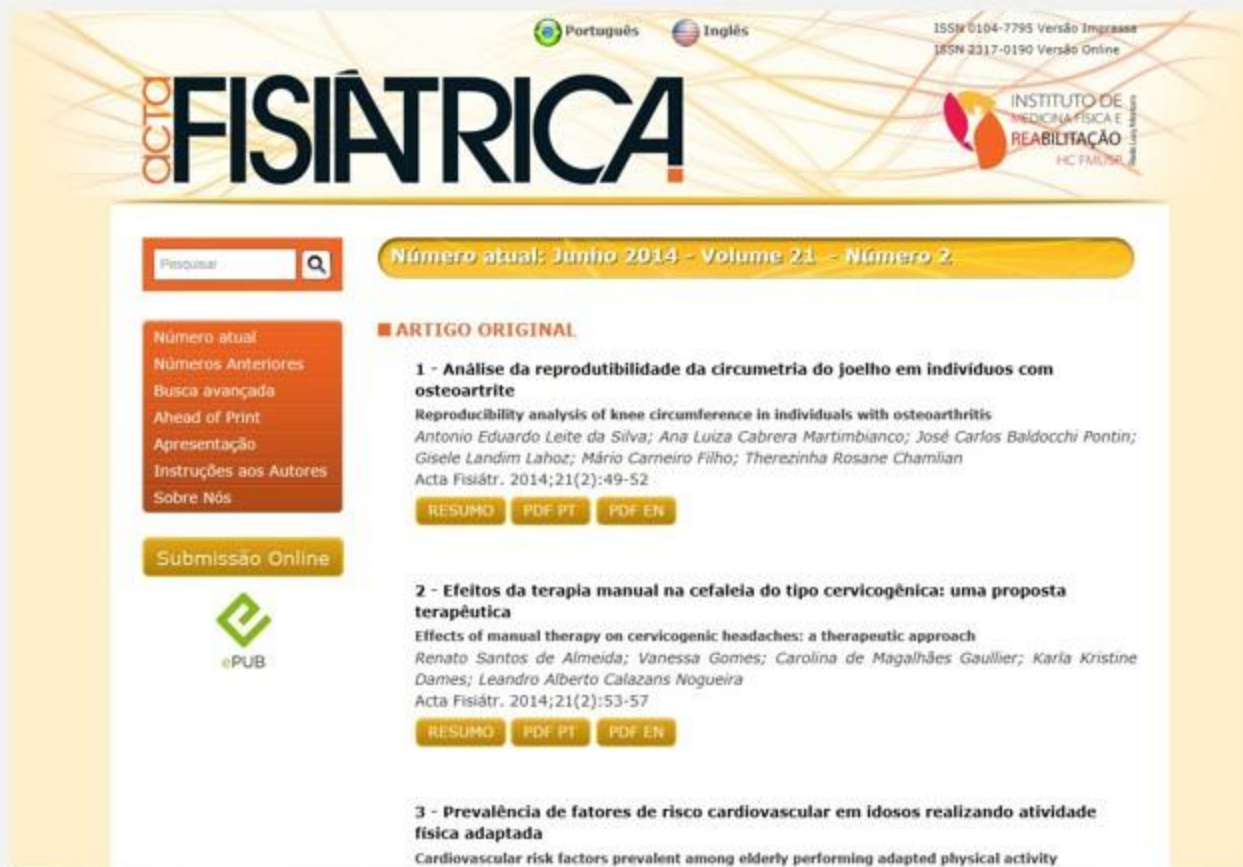 Português Inglês
ISSN 0104-7795 Versão Impressa
ISSN 2317-0190 Versão Online
acta
FISIÁTRICA
INSTITUTO DE
MEDICINA FÍSICA E
REABILITAÇÃO
HC FMUSP
Pesquisar
Número atual: Junho 2014 - Volume 21 - Número 2
Número atual
Números Anteriores
Busca avançada
Ahead of Print
Apresentação
Instruções aos Autores
Sobre Nós
Submissão Online
ePUB
ARTIGO ORIGINAL
1 - Análise da reprodutibilidade da circumetria do joelho em indivíduos com
osteoartrite
Reproducibility analysis of knee circumference in individuals with osteoarthritis
Antonio Eduardo Leite da Silva; Ana Luiza Cabrera Martimbianco; José Carlos Baldocchi Pontin;
Gisele Landim Lahoz; Mário Carneiro Filho; Therezinha Rosane Chamlian
Acta Fisiátr. 2014;21(2):49-52
RESUMO PDF PT PDF EN
2 - Efeitos da terapia manual na cefaleia do tipo cervicogênica: uma proposta
terapêutica
Effects of manual therapy on cervicogenic headaches: a therapeutic approach
Renato Santos de Almeida; Vanessa Gomes; Carolina de Magalhães Gaullier; Karla Kristine
Dames; Leandro Alberto Calazans Nogueira
Acta Fisiátr. 2014;21(2):53-57
RESUMO PDF PT PDF EN
3 - Prevalência de fatores de risco cardiovascular em idosos realizando atividade
física adaptada
Cardiovascular risk factors prevalent among elderly performing adapted physical activity